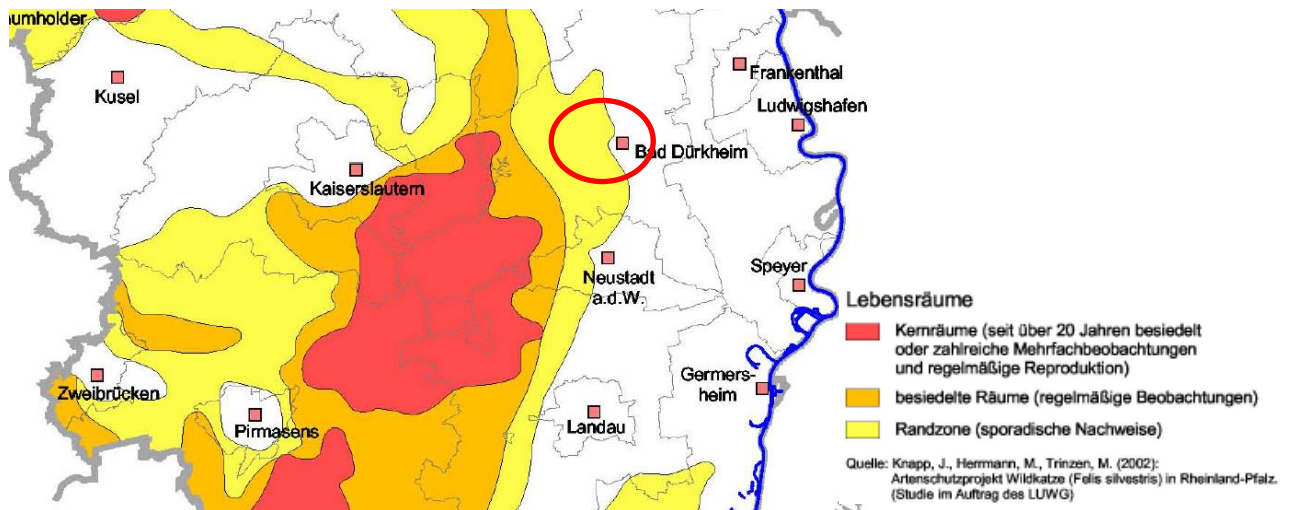 aumholder
Kusel
Frankenthal
Ludwigshafen
Bad Dürkheim
Kaiserslautern
Neustadt
a.d.W.
Speyer
Zweibrücken
Pirmasens
Landau
Germers-
heim
Lebensräume
Kernräume (seit über 20 Jahren besiedelt
oder zahlreiche Mehrfachbeobachtungen
und regelmäßige Reproduktion)
besiedelte Räume (regelmäßige Beobachtungen)
Randzone (sporadische Nachweise)
Quelle: Knapp, J., Herrmann, M., Trinzen, M. (2002):
Artenschutzprojekt Wildkatze (Felis silvestris) in Rheinland-Pfalz.
(Studie im Auftrag des LUWG)